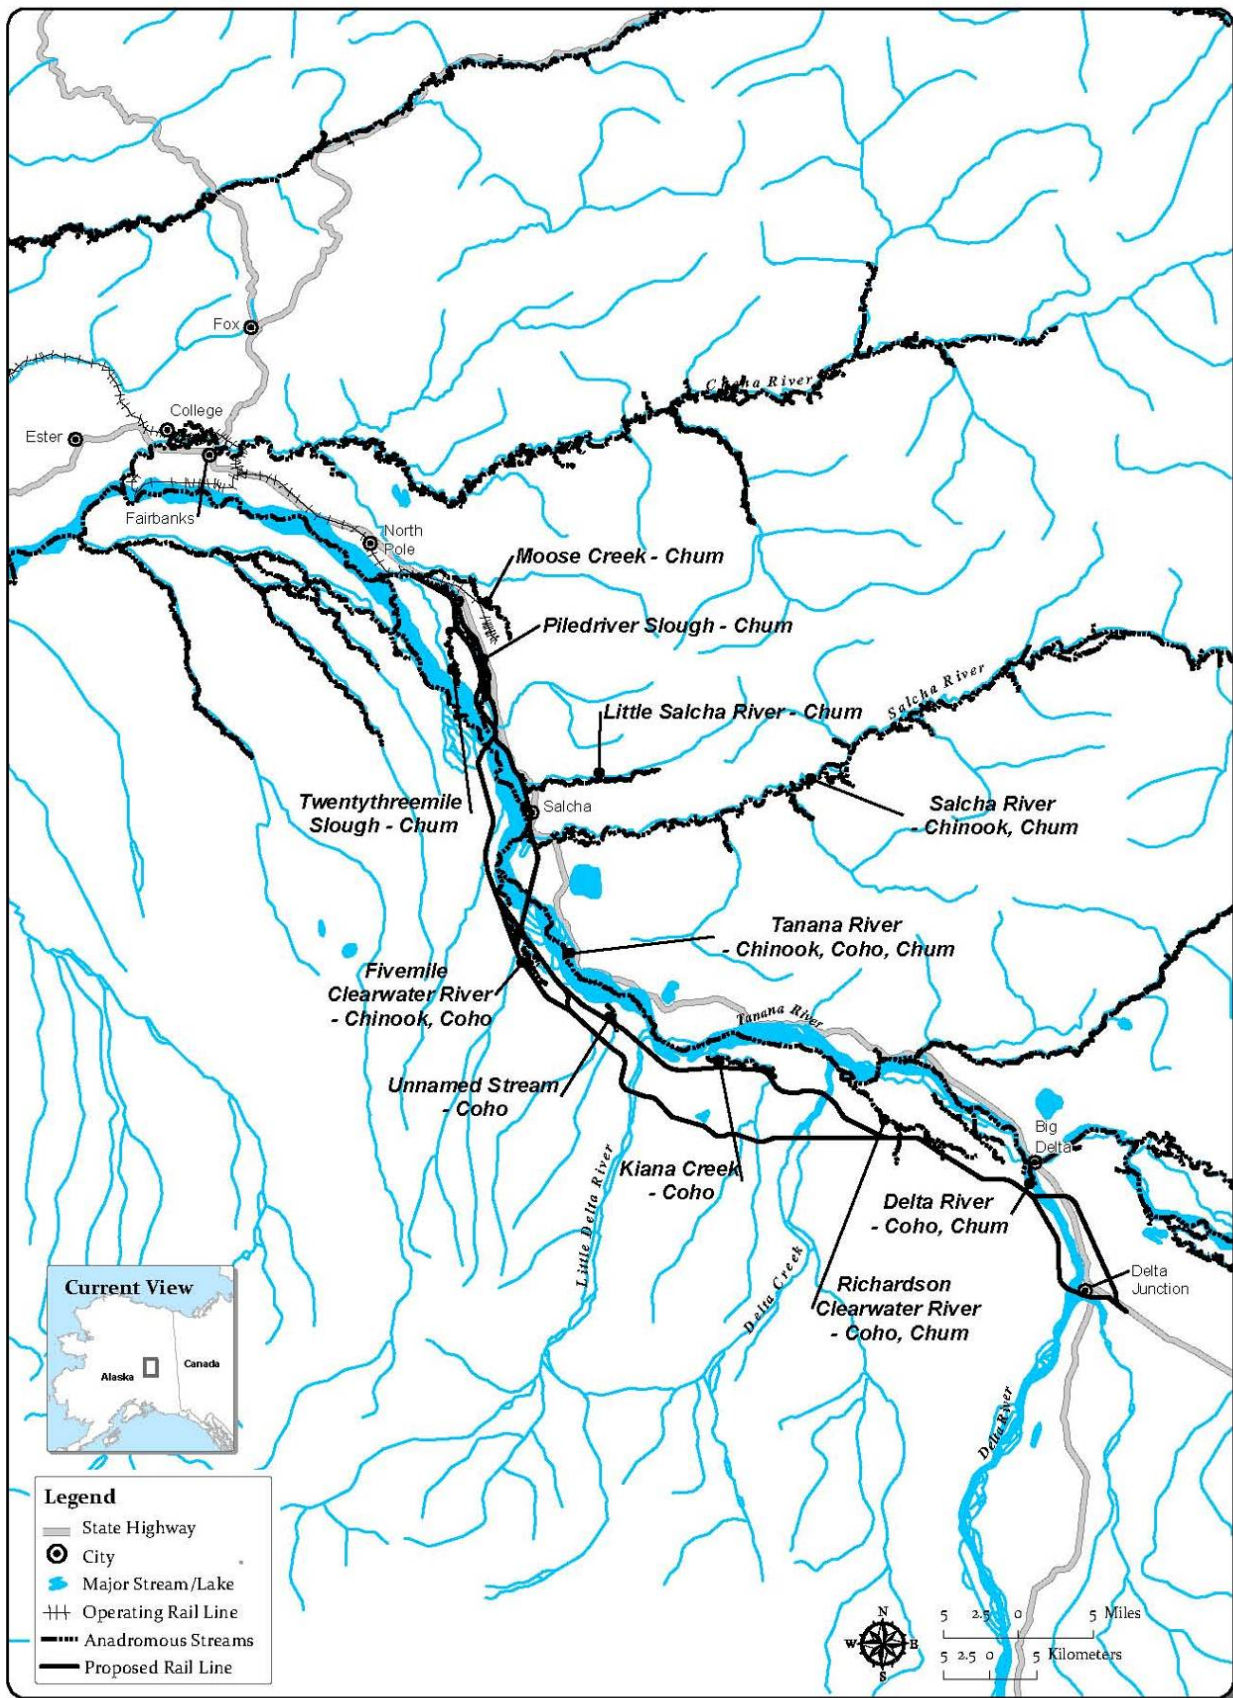 Fox
Chena River
College
Ester
Fairbanks
North
Pole
Moose Creek - Chum
Piledriver Slough - Chum
Salcha River
Little Salcha River - Chum
Twentythreemile
Slough - Chum
Salcha
Salcha River
- Chinook, Chum
Tanana River
- Chinook, Coho, Chum
Fivemile
Clearwater River
- Chinook, Coho
Tanana River
Unnamed Stream
- Coho
Big
Delta
Kiana Creek
- Coho
Little Delta River
Delta River
- Coho, Chum
Delta Creek
Richardson
Clearwater River
- Coho, Chum
Delta
Junction
Delta River
Current View
Alaska
Canada
Legend
State Highway
City
Major Stream/Lake
Operating Rail Line
Anadromous Streams
Proposed Rail Line
N
W E
S
5 2.5 0 5 Miles
5 2.5 0 5 Kilometers